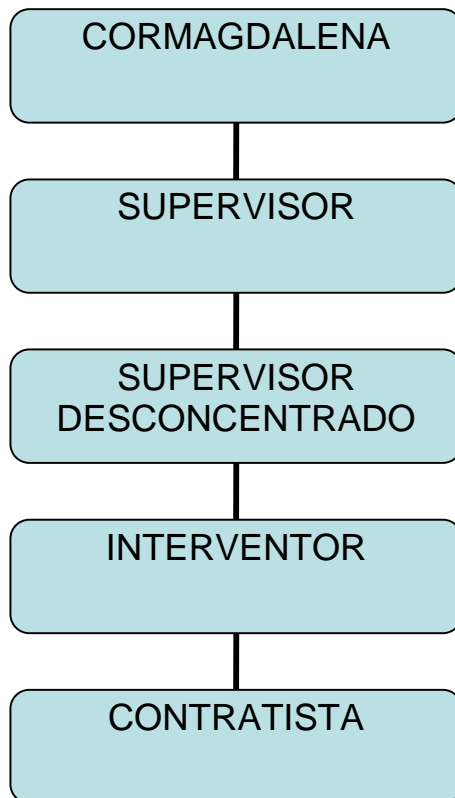 CORMAGDALENA
SUPERVISOR
SUPERVISOR
DESCONCENTRADO
INTERVENTOR
CONTRATISTA